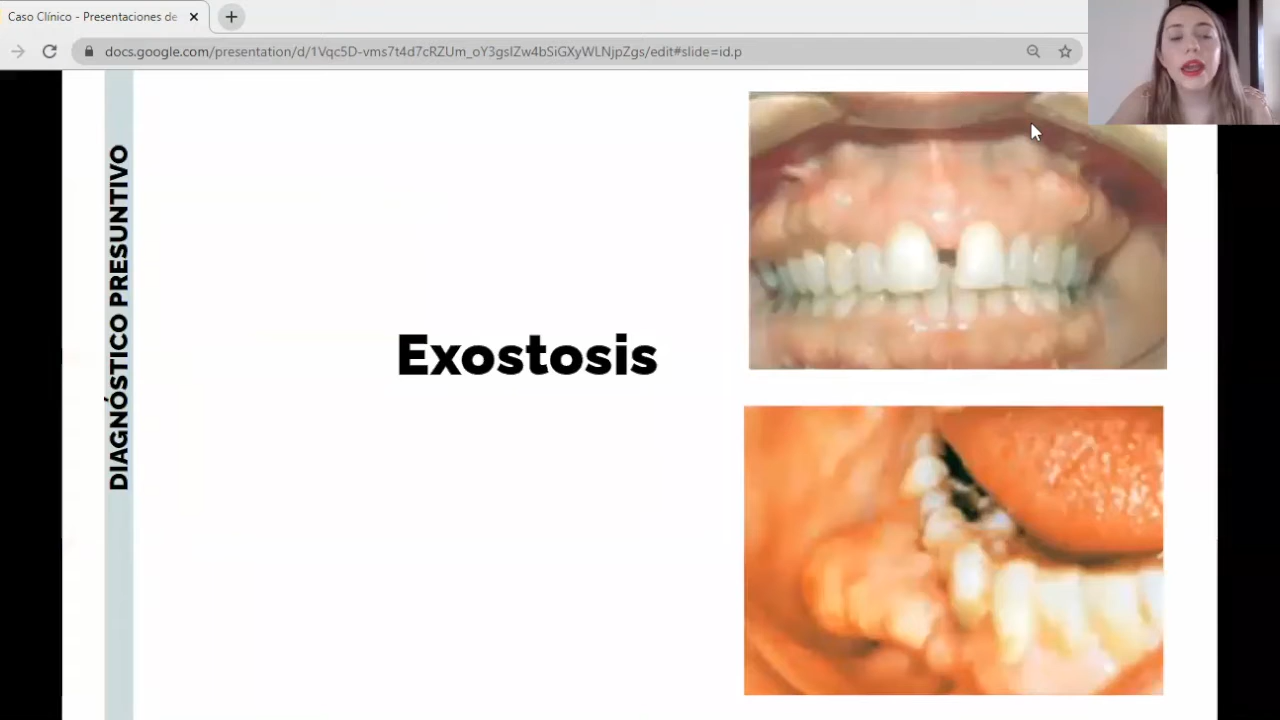 Caso Clínico - Presentaciones de
docs.google.com/presentation/d/1Vqc5D-vms7t4d7cRZUm_oY3gsIZw4bSiGXyWLNjpZgs/edit#slide=id.p
DIAGNÓSTICO PRESUNTIVO
Exostosis